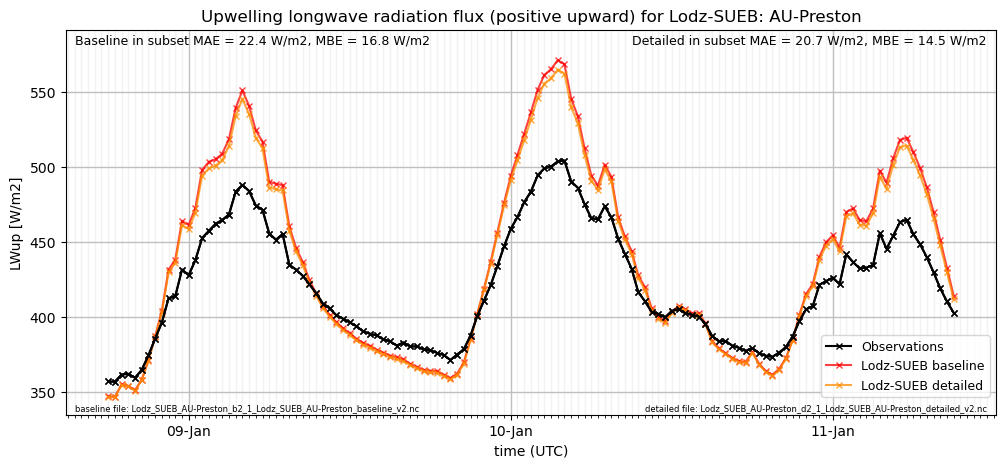 Upwelling longwave radiation flux (positive upward) for Lodz-SUEB: AU-Preston
Baseline in subset MAE = 22.4 W/m2, MBE = 16.8 W/m2
Detailed in subset MAE = 20.7 W/m2, MBE = 14.5 W/m2
550
500
450
400
350
LWup [W/m2]
Observations
Lodz-SUEB baseline
Lodz-SUEB detailed
baseline file: Lodz_SUEB_AU-Preston_b2_1_Lodz_SUEB_AU-Preston_baseline_v2.nc
detailed file: Lodz_SUEB_AU-Preston_d2_1_Lodz_SUEB_AU-Preston_detailed_v2.nc
09-Jan
10-Jan
11-Jan
time (UTC)